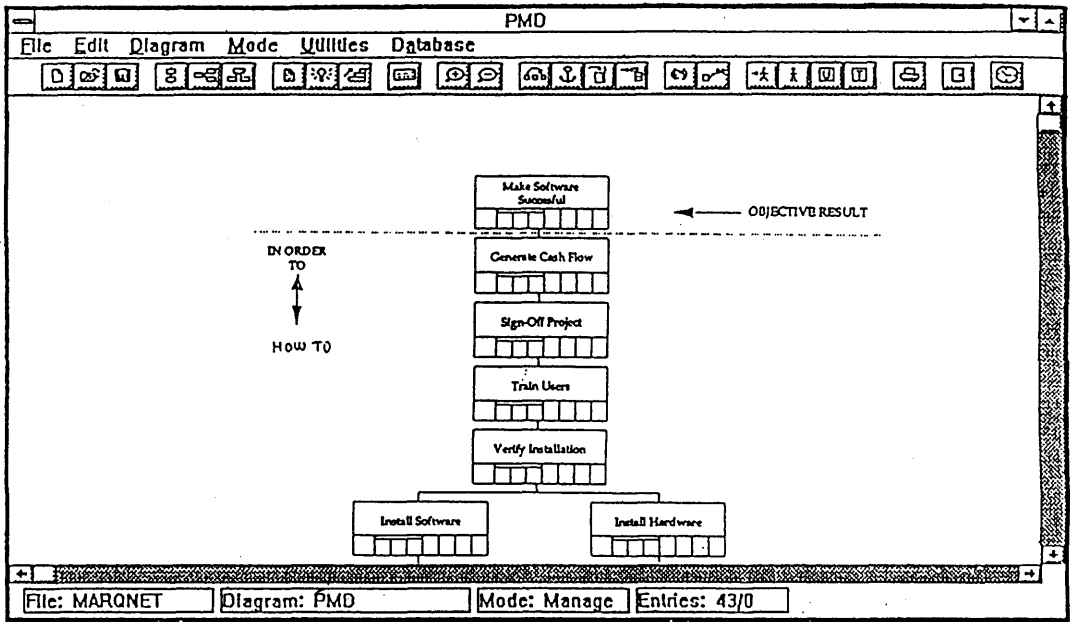 PMD
File Edit Diagram Mode Utilities Database
Make Software
Succesful
OBJECTIVE RESULT
IN ORDER
TO
Generate Cash Flow
Sign-Off Project
HOW TO
Train Users
Verify Installation
Install Software Install Hardware
File: MARQNET Diagram: PMD Mode: Manage Entries: 43/0